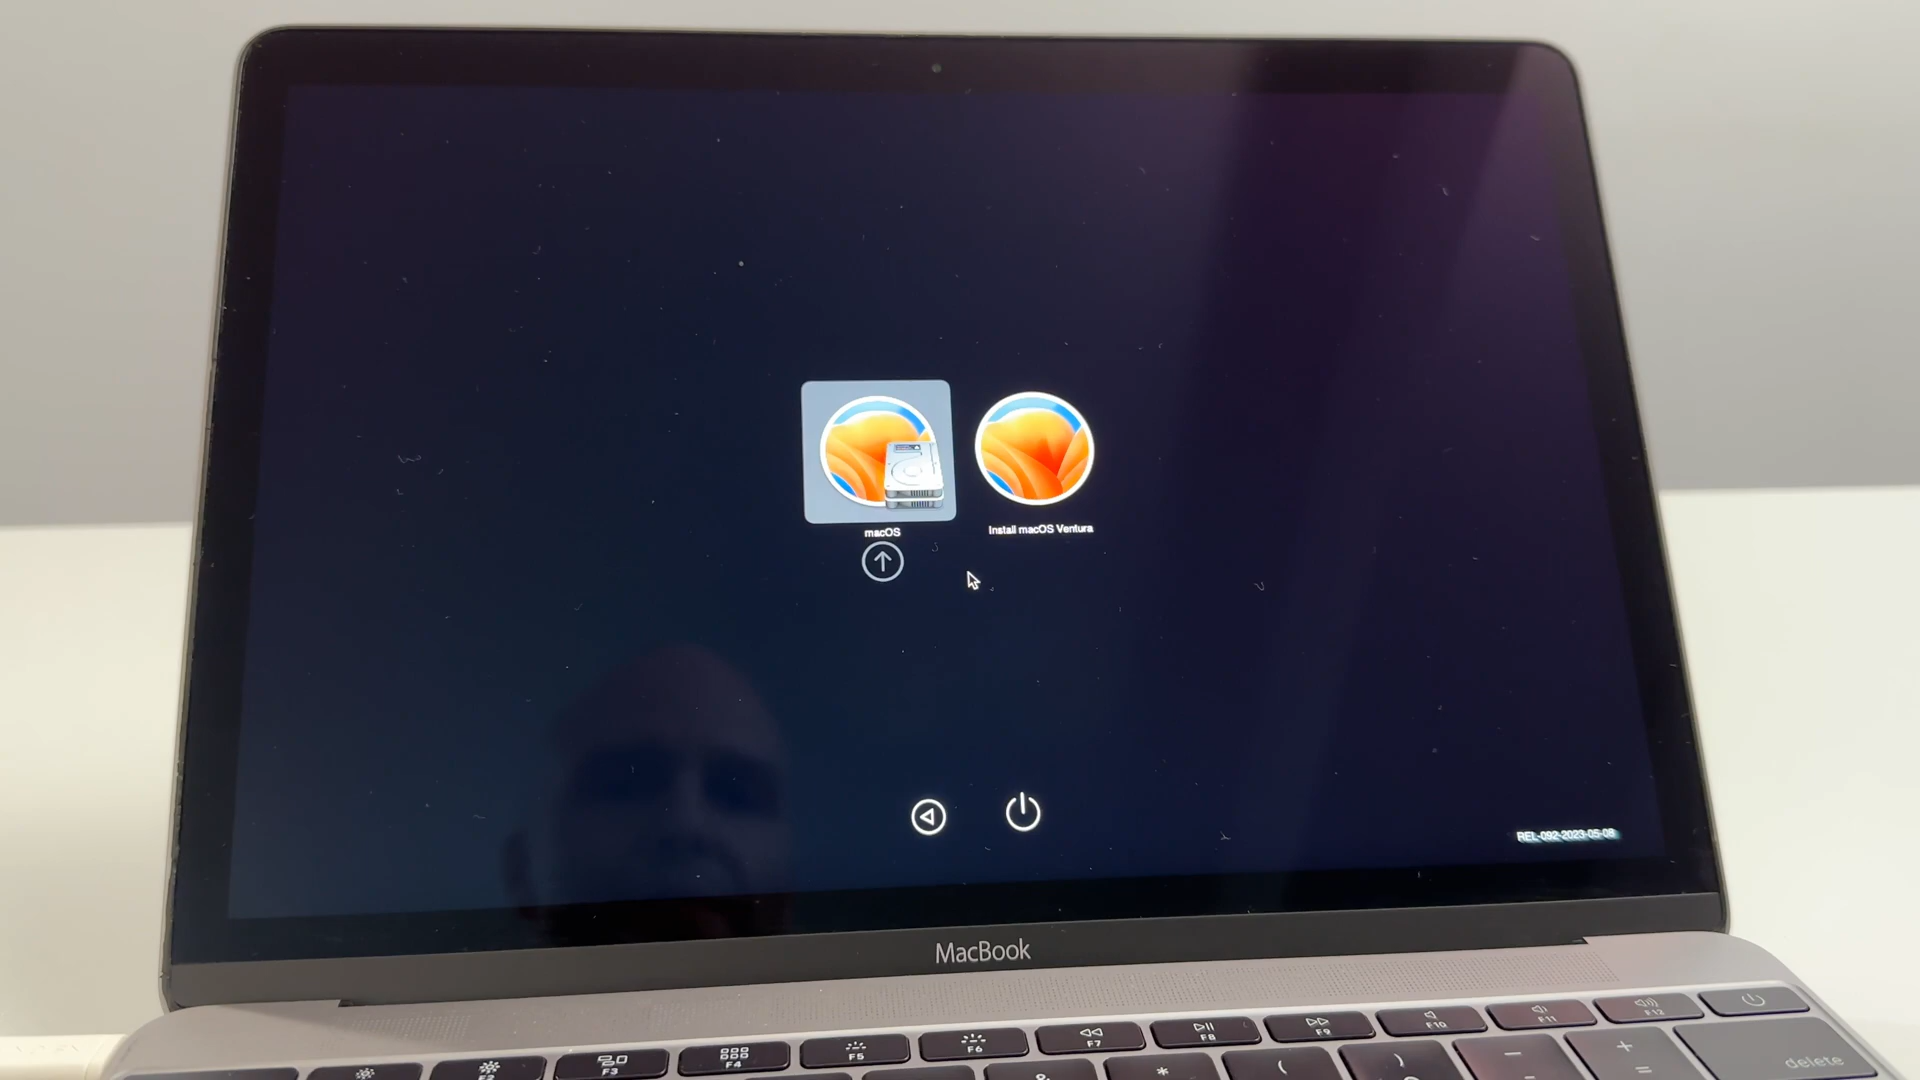 macOS
Install macOS Ventura
REL-092-2023-05-08
MacBook
F2
F3
F4
F5
F6
F7
F8
F9
F10
F11
F12
&
*
(
)
–
+
=
delete